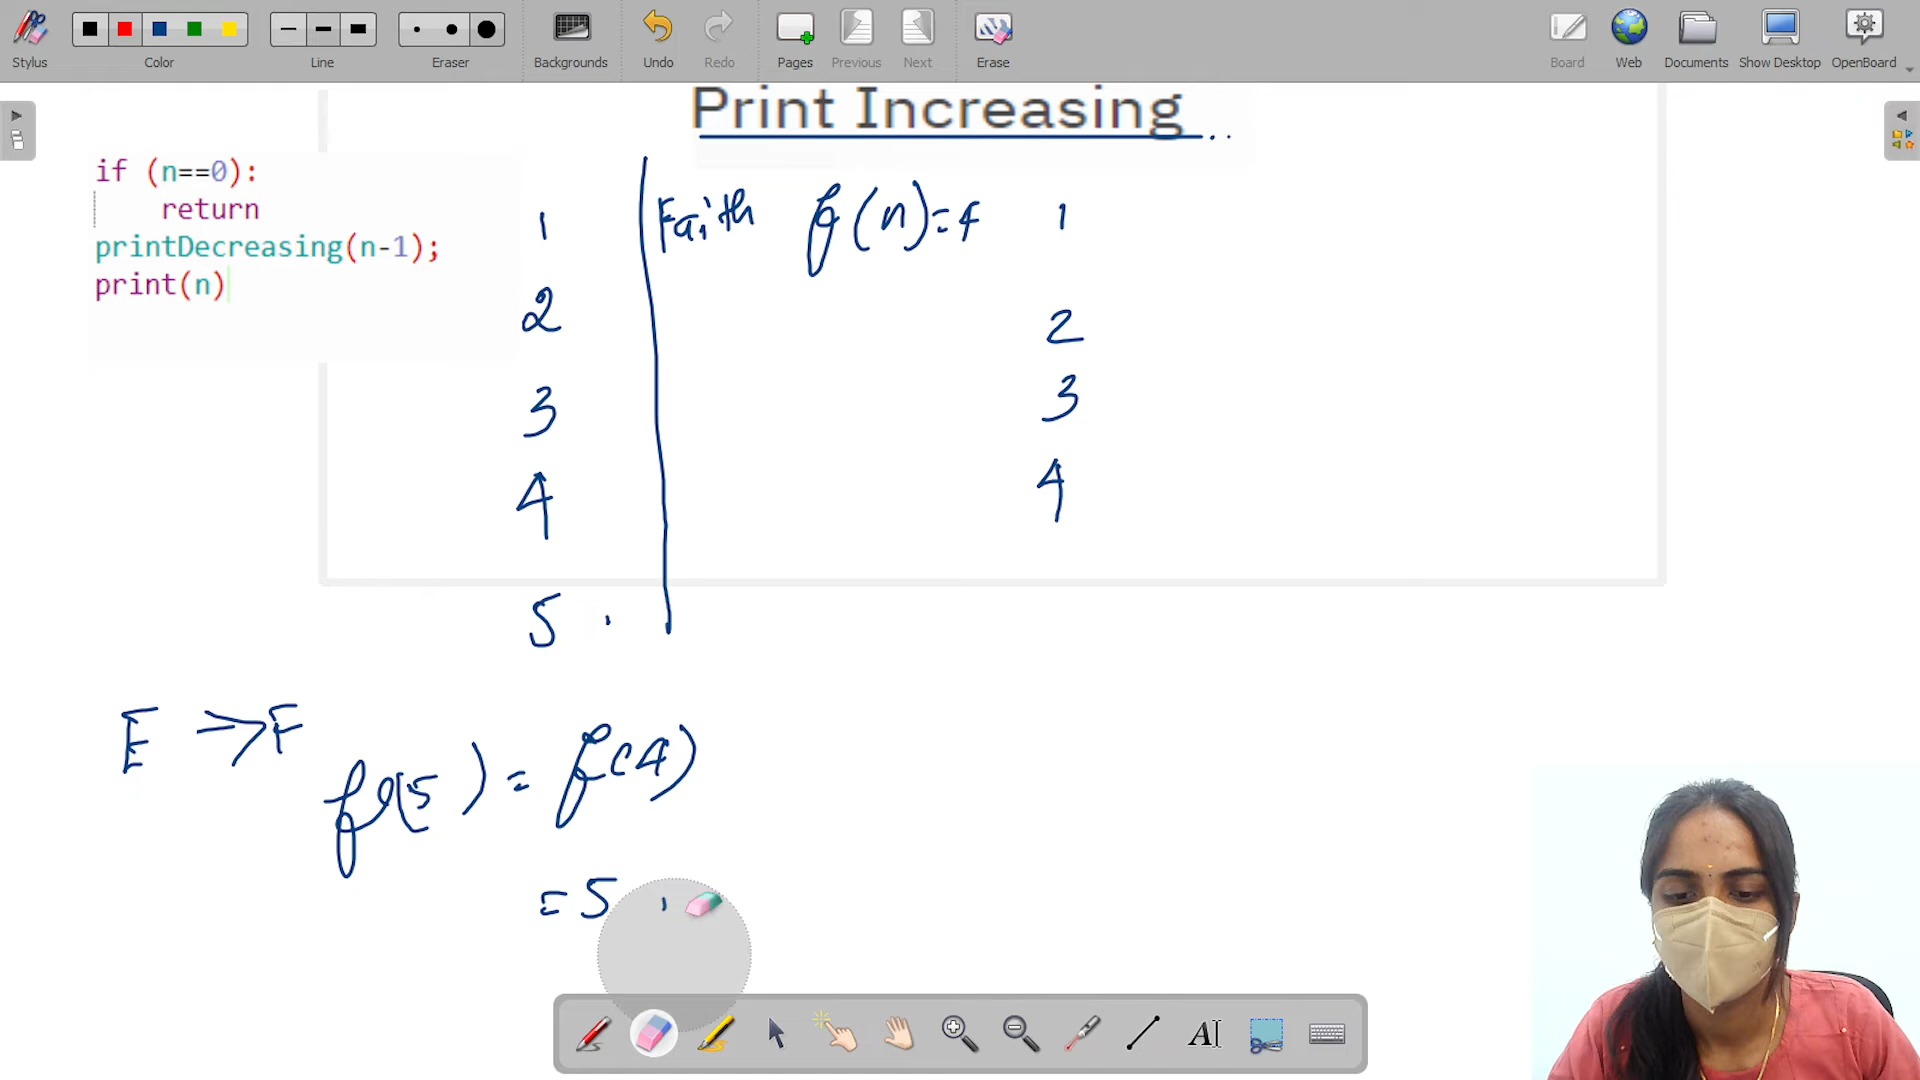 Stylus
Color
Line
Eraser
Backgrounds
Undo
Redo
Pages
Previous
Next
Erase
Board
Web
Documents
Show Desktop
OpenBoard
Print Increasing
if (n==0):
return
printDecreasing(n-1);
print(n)
1
2
3
4
5
Faith f(n)=4
1
2
3
4
E → F
f(5) = f(4)
= 5